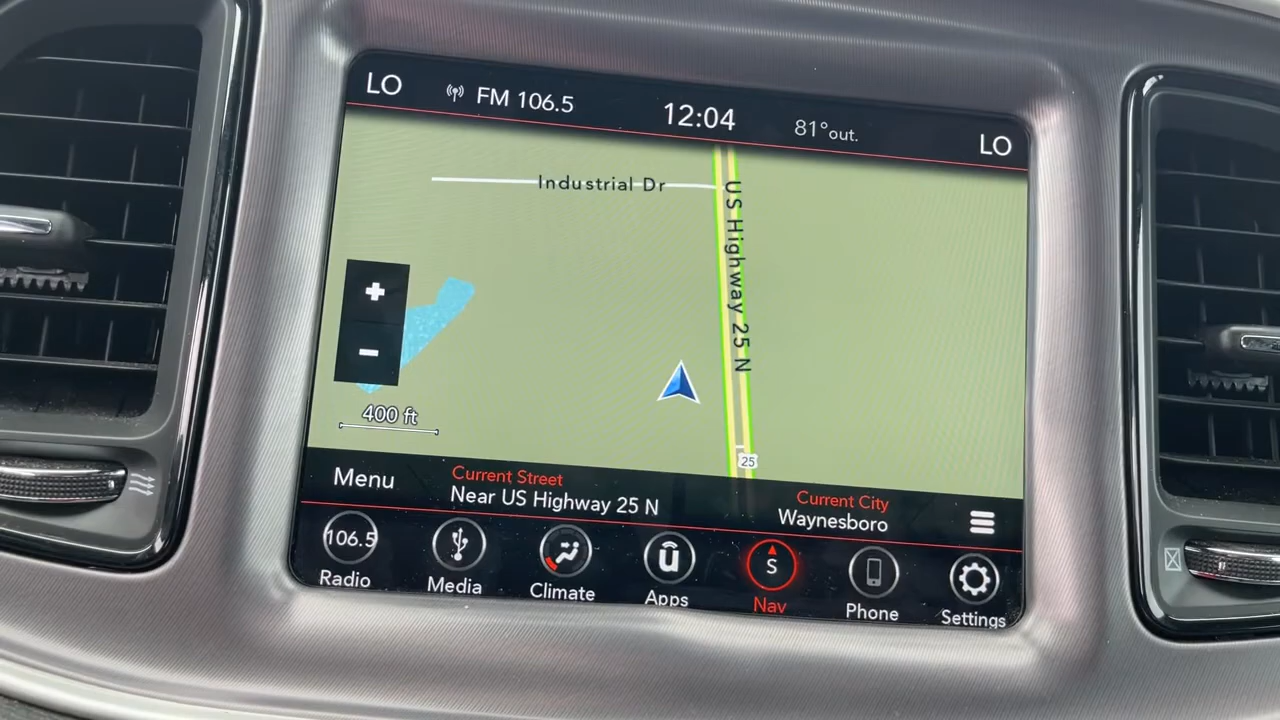 LO
FM 106.5
12:04
81°out.
LO
Industrial Dr
US Highway 25 N
+
-
400 ft
25
Menu
Current Street
Near US Highway 25 N
Current City
Waynesboro
106.5
S
Radio
Media
Climate
Apps
Nav
Phone
Settings